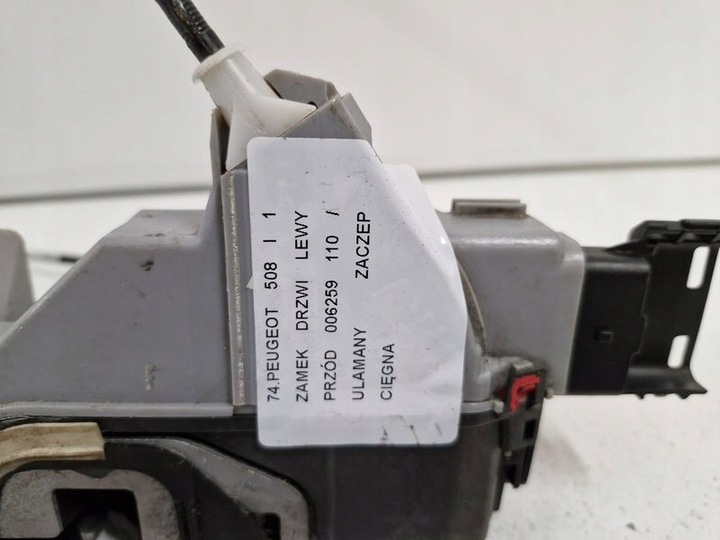 74.PEUGEOT 508 I 1
ZAMEK DRZWI LEWY
PRZÓD 006259 110 /
ULAMANY ZACZEP
CIĘGNA